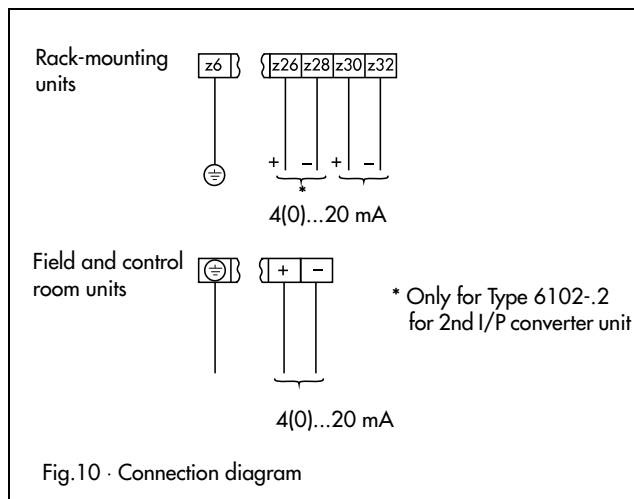 Rack-mounting
units
z6 z26 z28 z30 z32
+ − + −
*
4(0)...20 mA
Field and control
room units
+ −
* Only for Type 6102-.2
for 2nd I/P converter unit
4(0)...20 mA
Fig.10 · Connection diagram